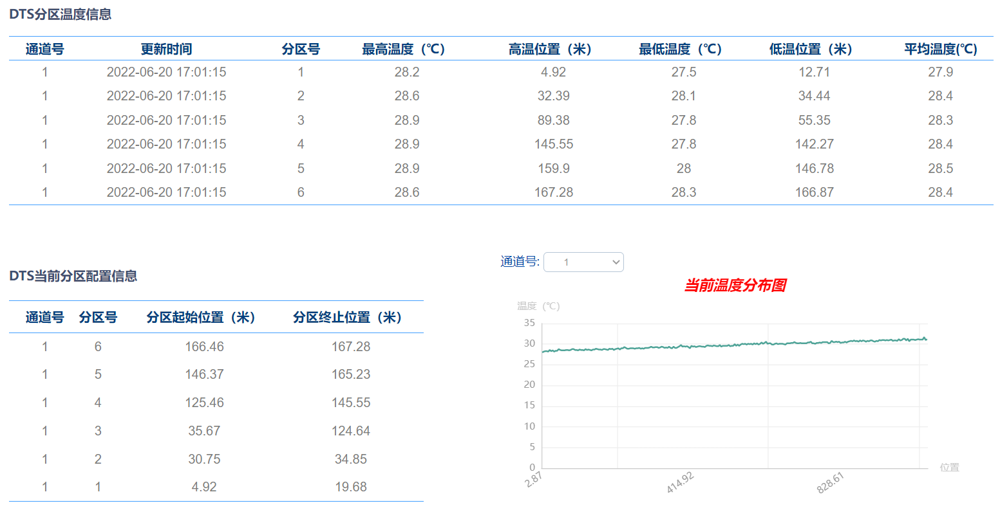 DTS分区温度信息
通道号 更新时间 分区号 最高温度（℃） 高温位置（米） 最低温度（℃） 低温位置（米） 平均温度(℃)
1 2022-06-20 17:01:15 1 28.2 4.92 27.5 12.71 27.9
1 2022-06-20 17:01:15 2 28.6 32.39 28.1 34.44 28.4
1 2022-06-20 17:01:15 3 28.9 89.38 27.8 55.35 28.3
1 2022-06-20 17:01:15 4 28.9 145.55 27.8 142.27 28.4
1 2022-06-20 17:01:15 5 28.9 159.9 28 146.78 28.5
1 2022-06-20 17:01:15 6 28.6 167.28 28.3 166.87 28.4
DTS当前分区配置信息
通道号 分区号 分区起始位置（米） 分区终止位置（米）
1 6 166.46 167.28
1 5 146.37 165.23
1 4 125.46 145.55
1 3 35.67 124.64
1 2 30.75 34.85
1 1 4.92 19.68
通道号: 1
当前温度分布图
温度（℃）
35
30
25
20
15
10
5
0
位置
2.87 414.92 828.61